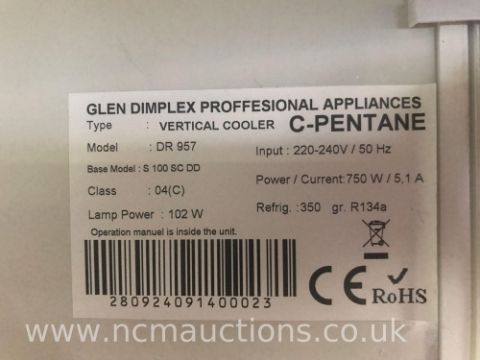 GLEN DIMPLEX PROFFESIONAL APPLIANCES
Type : VERTICAL COOLER C-PENTANE
Model : DR 957 Input : 220-240V / 50 Hz
Base Model : S 100 SC DD
Class : 04(C) Power / Current:750 W / 5,1 A
Lamp Power : 102 W Refrig. :350 gr. R134a
Operation manuel is inside the unit.
CE RoHS
280924091400023
www.ncmauctions.co.uk